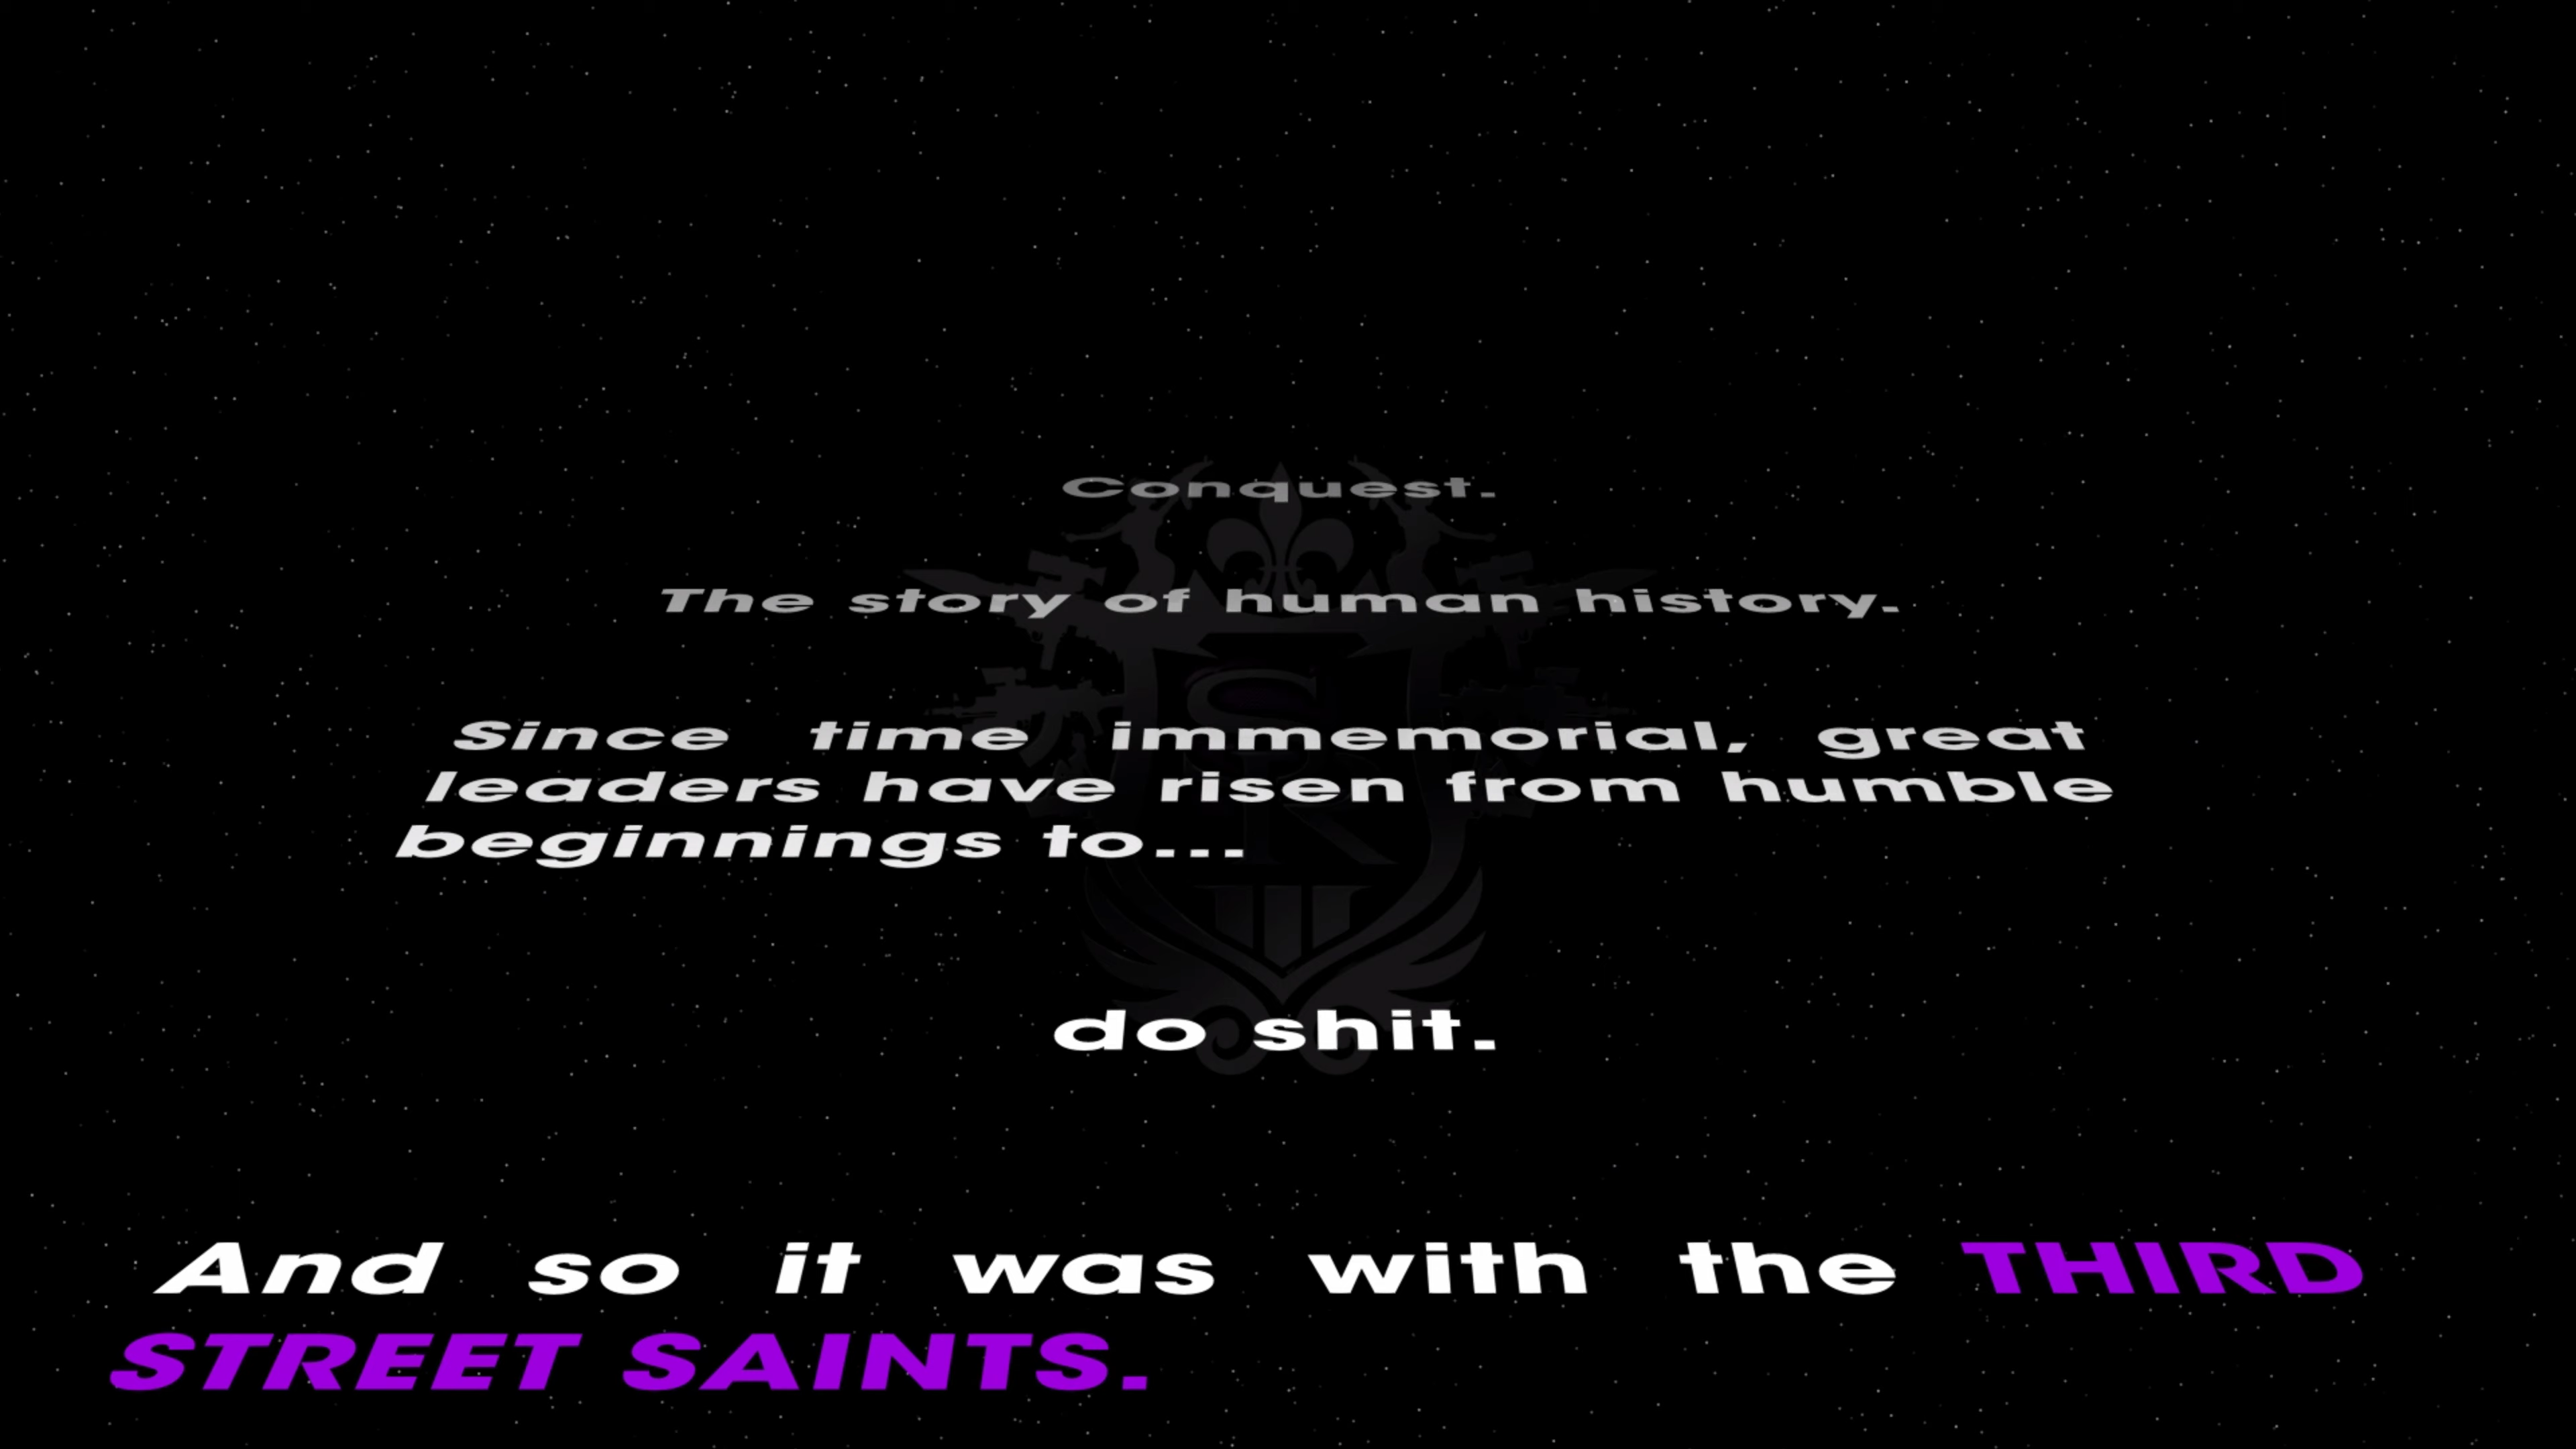 Conquest.
The story of human history.
Since time immemorial, great
leaders have risen from humble
beginnings to...
do shit.
And so it was with the THIRD
STREET SAINTS.
SR